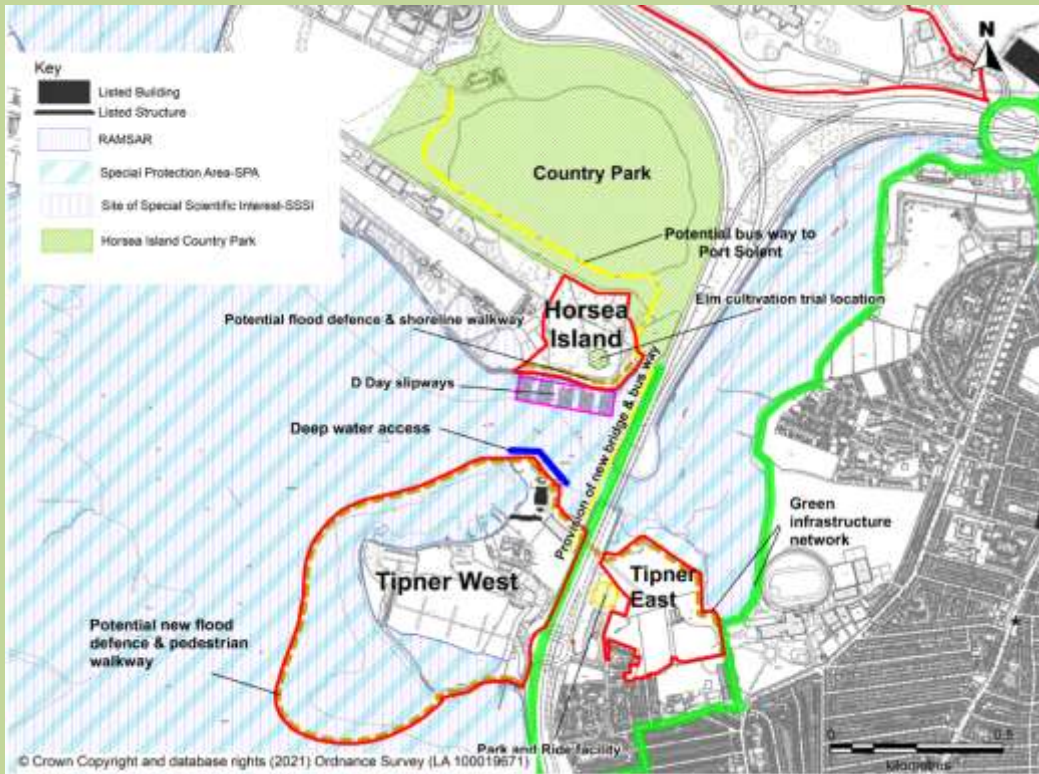 Key
Listed Building
Listed Structure
RAMSAR
Special Protection Area-SPA
Site of Special Scientific Interest-SSSI
Horsea Island Country Park
N
Country Park
Potential bus way to
Port Solent
Elm cultivation trial location
Horsea
Island
Potential flood defence & shoreline walkway
D Day slipways
Deep water access
Provision of new bridge & bus way
Green
infrastructure
network
Tipner West
Tipner
East
Potential new flood
defence & pedestrian
walkway
Park and Ride facility
0 0.5
kilometres
© Crown Copyright and database rights (2021) Ordnance Survey (LA 100019671)